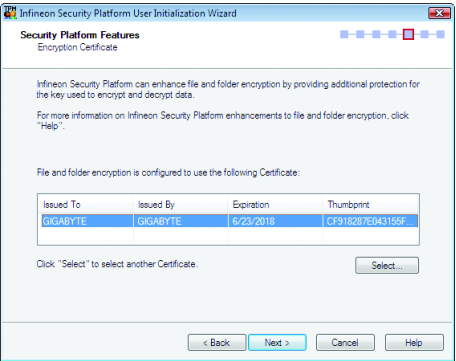 TPM
Infineon Security Platform User Initialization Wizard
Security Platform Features
Encryption Certificate
Infineon Security Platform can enhance file and folder encryption by providing additional protection for
the key used to encrypt and decrypt data.
For more information on Infineon Security Platform enhancements to file and folder encryption, click
"Help".
File and folder encryption is configured to use the following Certificate:
Issued To Issued By Expiration Thumbprint
GIGABYTE GIGABYTE 6/23/2018 CF918287E043155F...
Click "Select" to select another Certificate.
Select...
< Back Next > Cancel Help